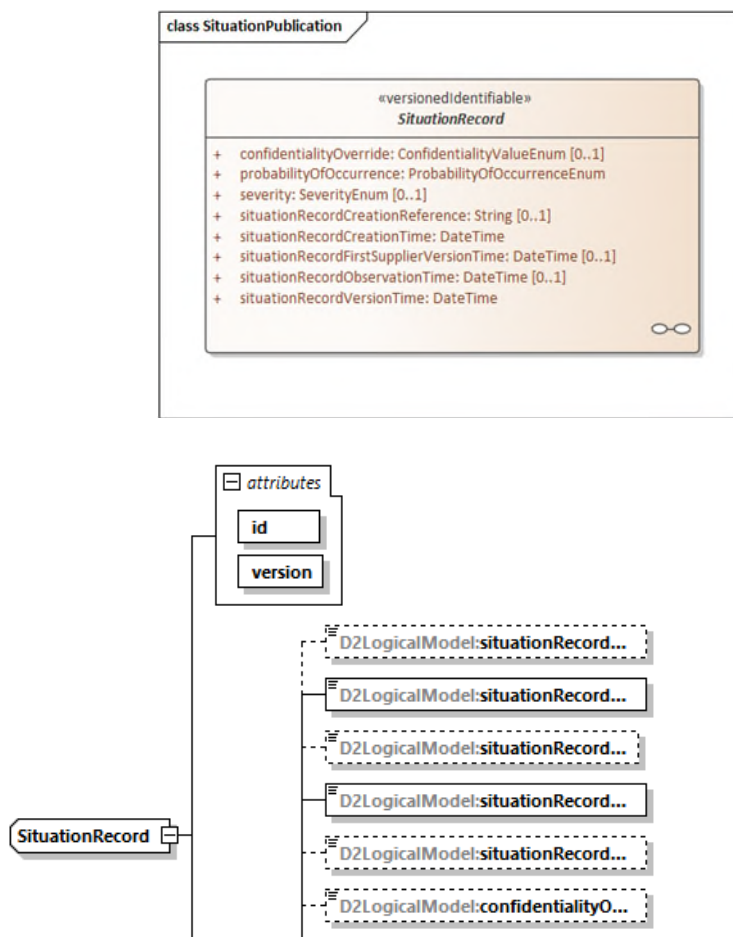 class SituationPublication
«versionedIdentifiable»
SituationRecord
+ confidentialityOverride: ConfidentialityValueEnum [0..1]
+ probabilityOfOccurrence: ProbabilityOfOccurrenceEnum
+ severity: SeverityEnum [0..1]
+ situationRecordCreationReference: String [0..1]
+ situationRecordCreationTime: DateTime
+ situationRecordFirstSupplierVersionTime: DateTime [0..1]
+ situationRecordObservationTime: DateTime [0..1]
+ situationRecordVersionTime: DateTime
attributes
id
version
D2LogicalModel:situationRecord...
D2LogicalModel:situationRecord...
D2LogicalModel:situationRecord...
D2LogicalModel:situationRecord...
SituationRecord
D2LogicalModel:situationRecord...
D2LogicalModel:confidentialityO...